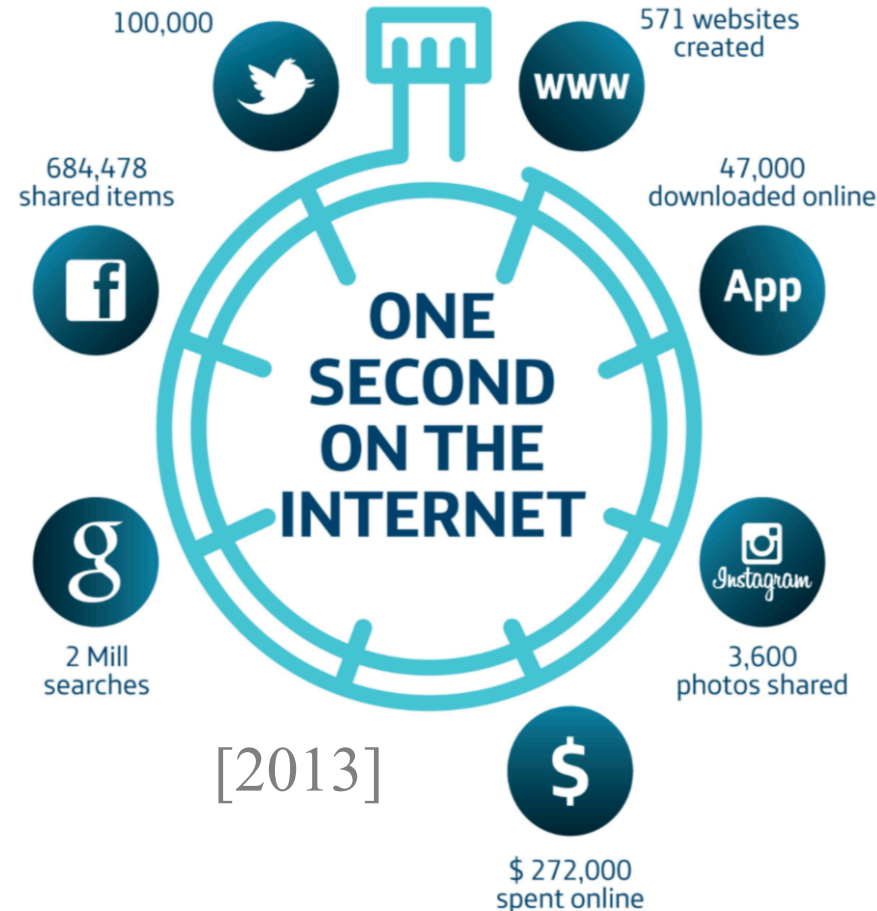 100,000
571 websites
created
www
684,478
shared items
47,000
downloaded online
f
App
ONE
SECOND
ON THE
INTERNET
g
Instagram
2 Mill
searches
3,600
photos shared
[2013]
$
$ 272,000
spent online